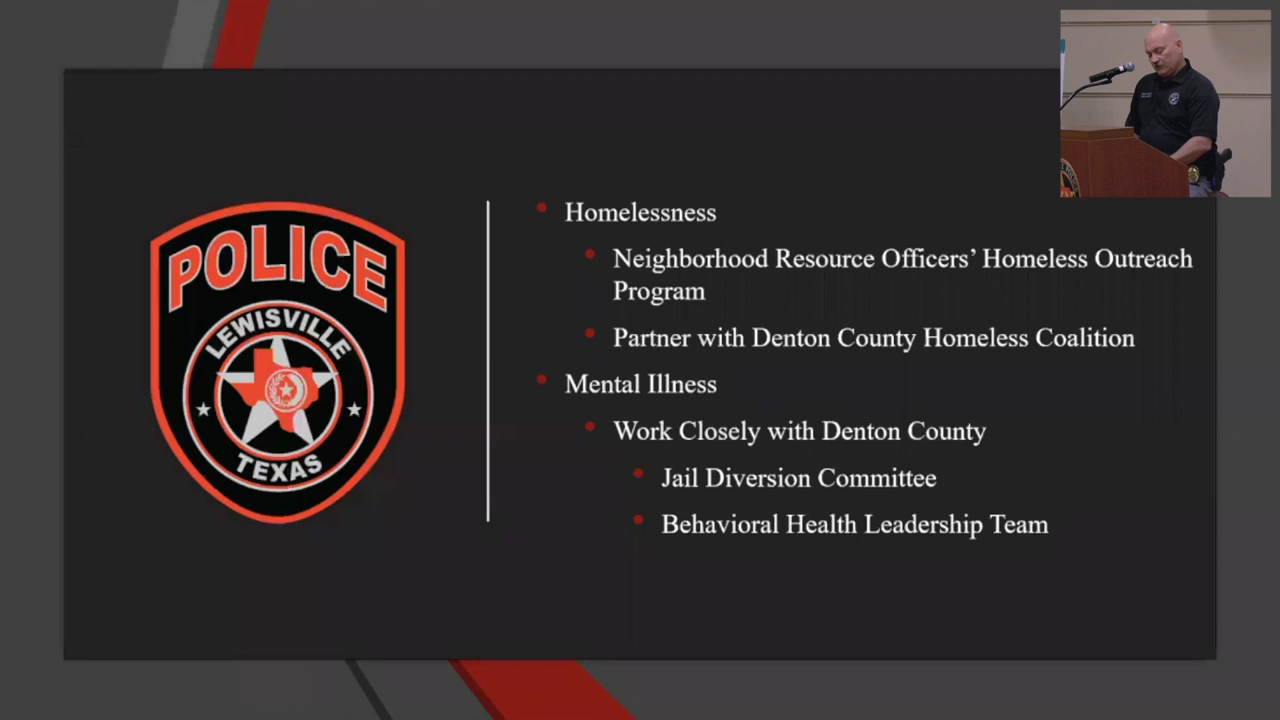 POLICE
LEWISVILLE
TEXAS
Homelessness
Neighborhood Resource Officers’ Homeless Outreach
Program
Partner with Denton County Homeless Coalition
Mental Illness
Work Closely with Denton County
Jail Diversion Committee
Behavioral Health Leadership Team